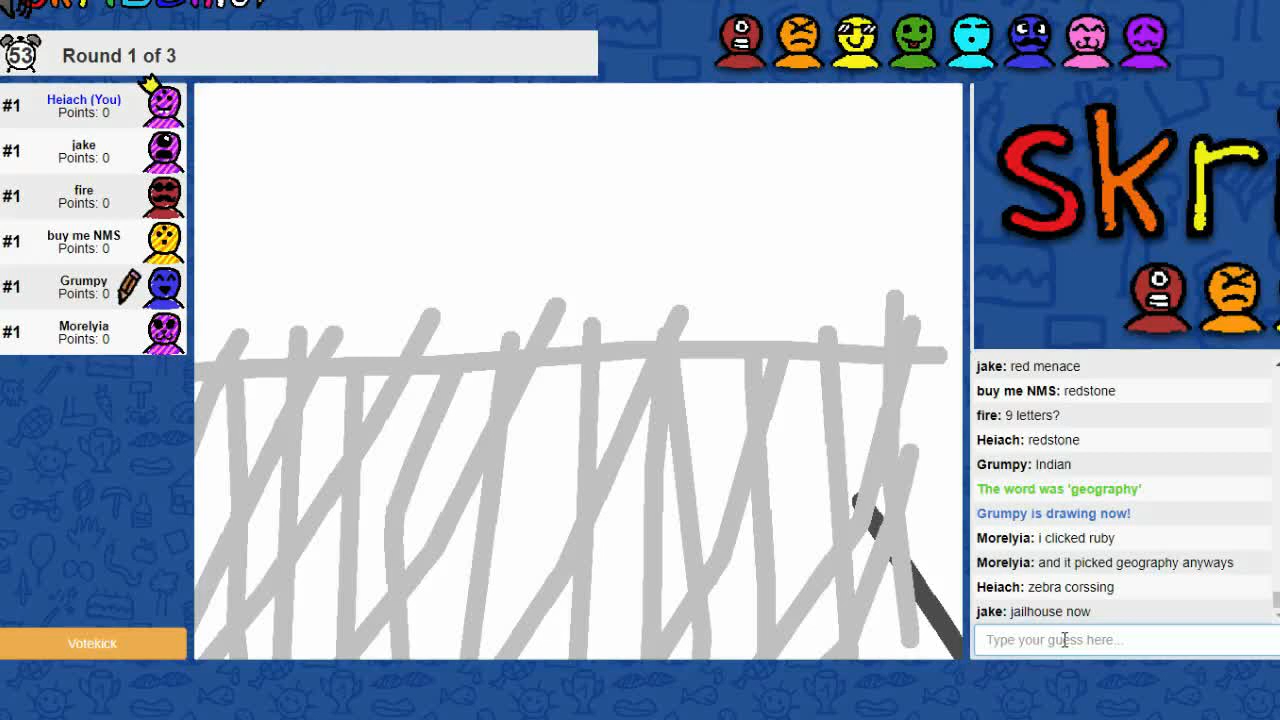 53
Round 1 of 3
#1 Heiach (You)
Points: 0
#1 jake
Points: 0
#1 fire
Points: 0
#1 buy me NMS
Points: 0
#1 Grumpy
Points: 0
#1 Morelyia
Points: 0
Votekick
skr
jake: red menace
buy me NMS: redstone
fire: 9 letters?
Heiach: redstone
Grumpy: Indian
The word was 'geography'
Grumpy is drawing now!
Morelyia: i clicked ruby
Morelyia: and it picked geography anyways
Heiach: zebra corssing
jake: jailhouse now
Type your guess here...